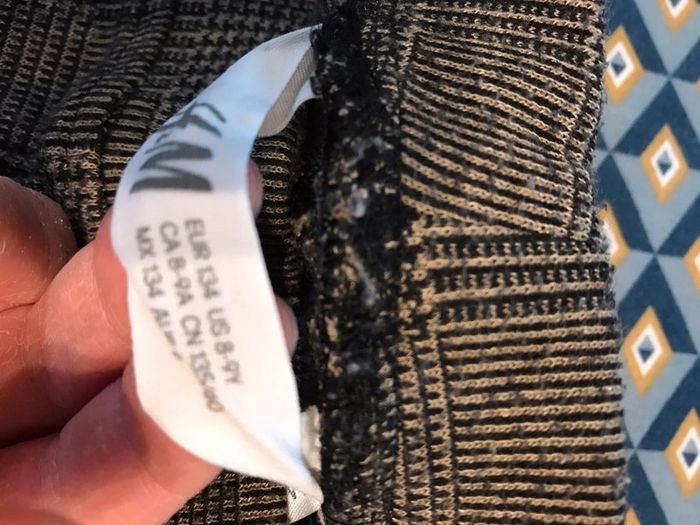 H&M
EUR 134 US 8-9Y
CA 8-9A CN 135/60
MX 134